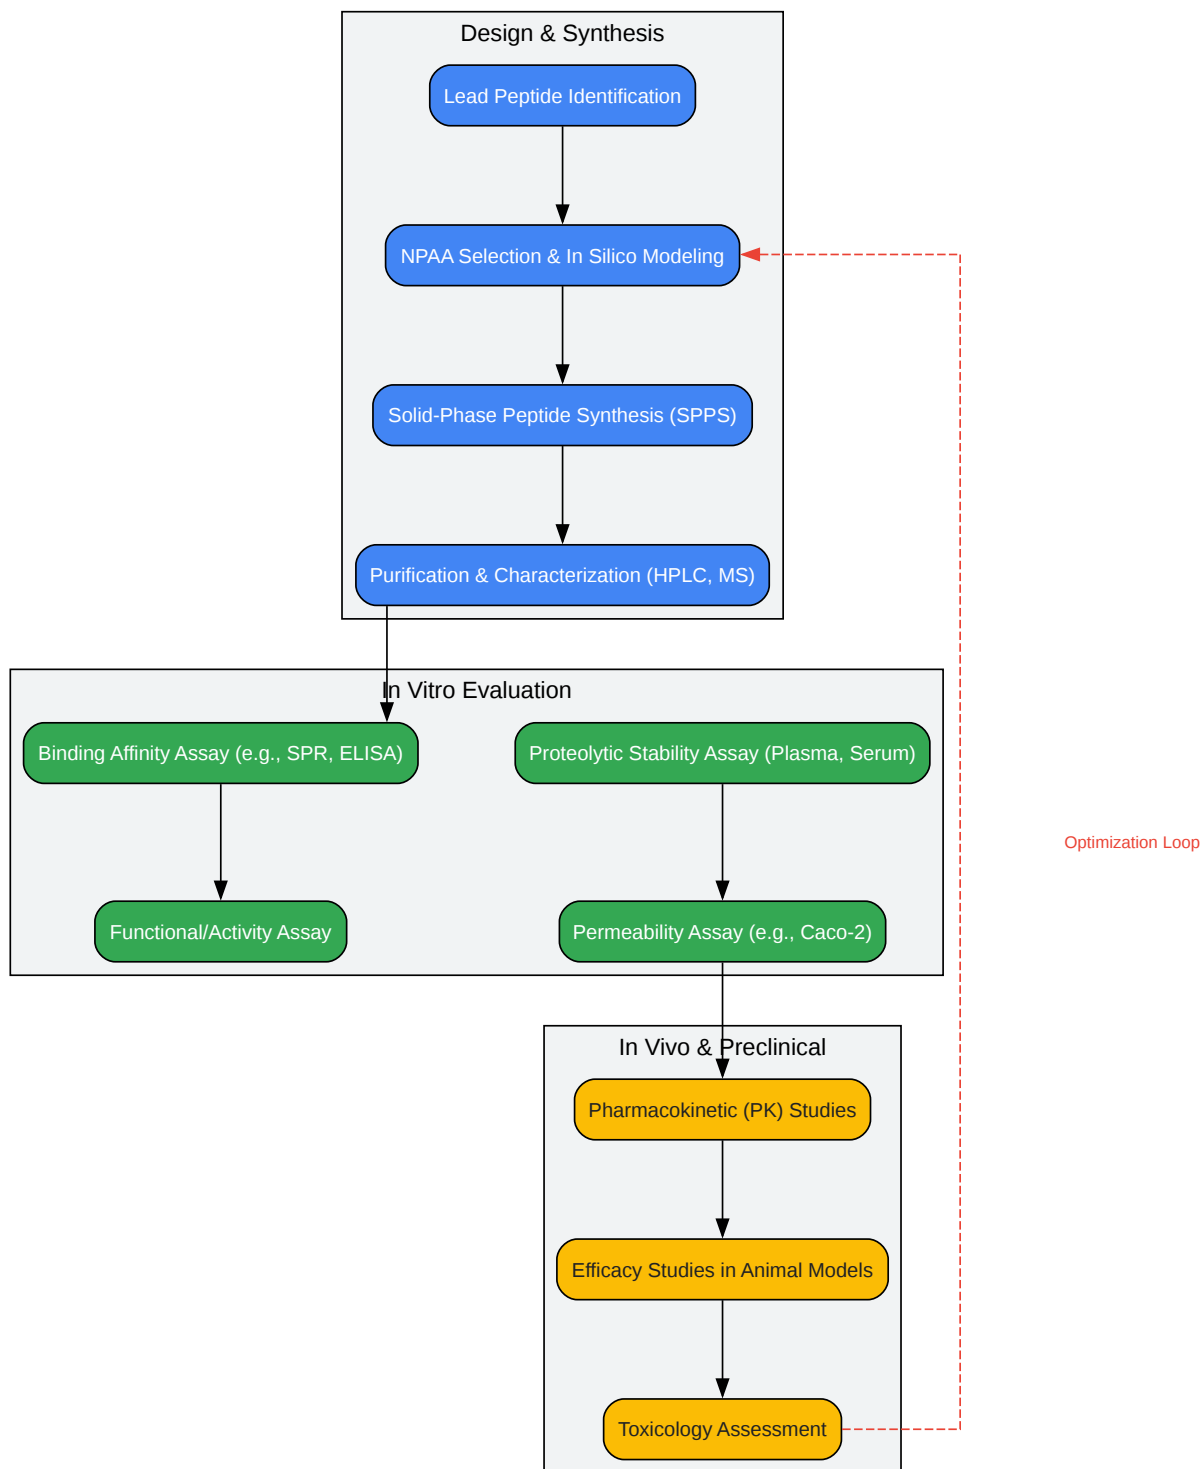 Design & Synthesis
Lead Peptide Identification
NPAA Selection & In Silico Modeling
Solid-Phase Peptide Synthesis (SPPS)
Purification & Characterization (HPLC, MS)
In Vitro Evaluation
Binding Affinity Assay (e.g., SPR, ELISA)
Proteolytic Stability Assay (Plasma, Serum)
Optimization Loop
Functional/Activity Assay
Permeability Assay (e.g., Caco-2)
In Vivo & Preclinical
Pharmacokinetic (PK) Studies
Efficacy Studies in Animal Models
Toxicology Assessment